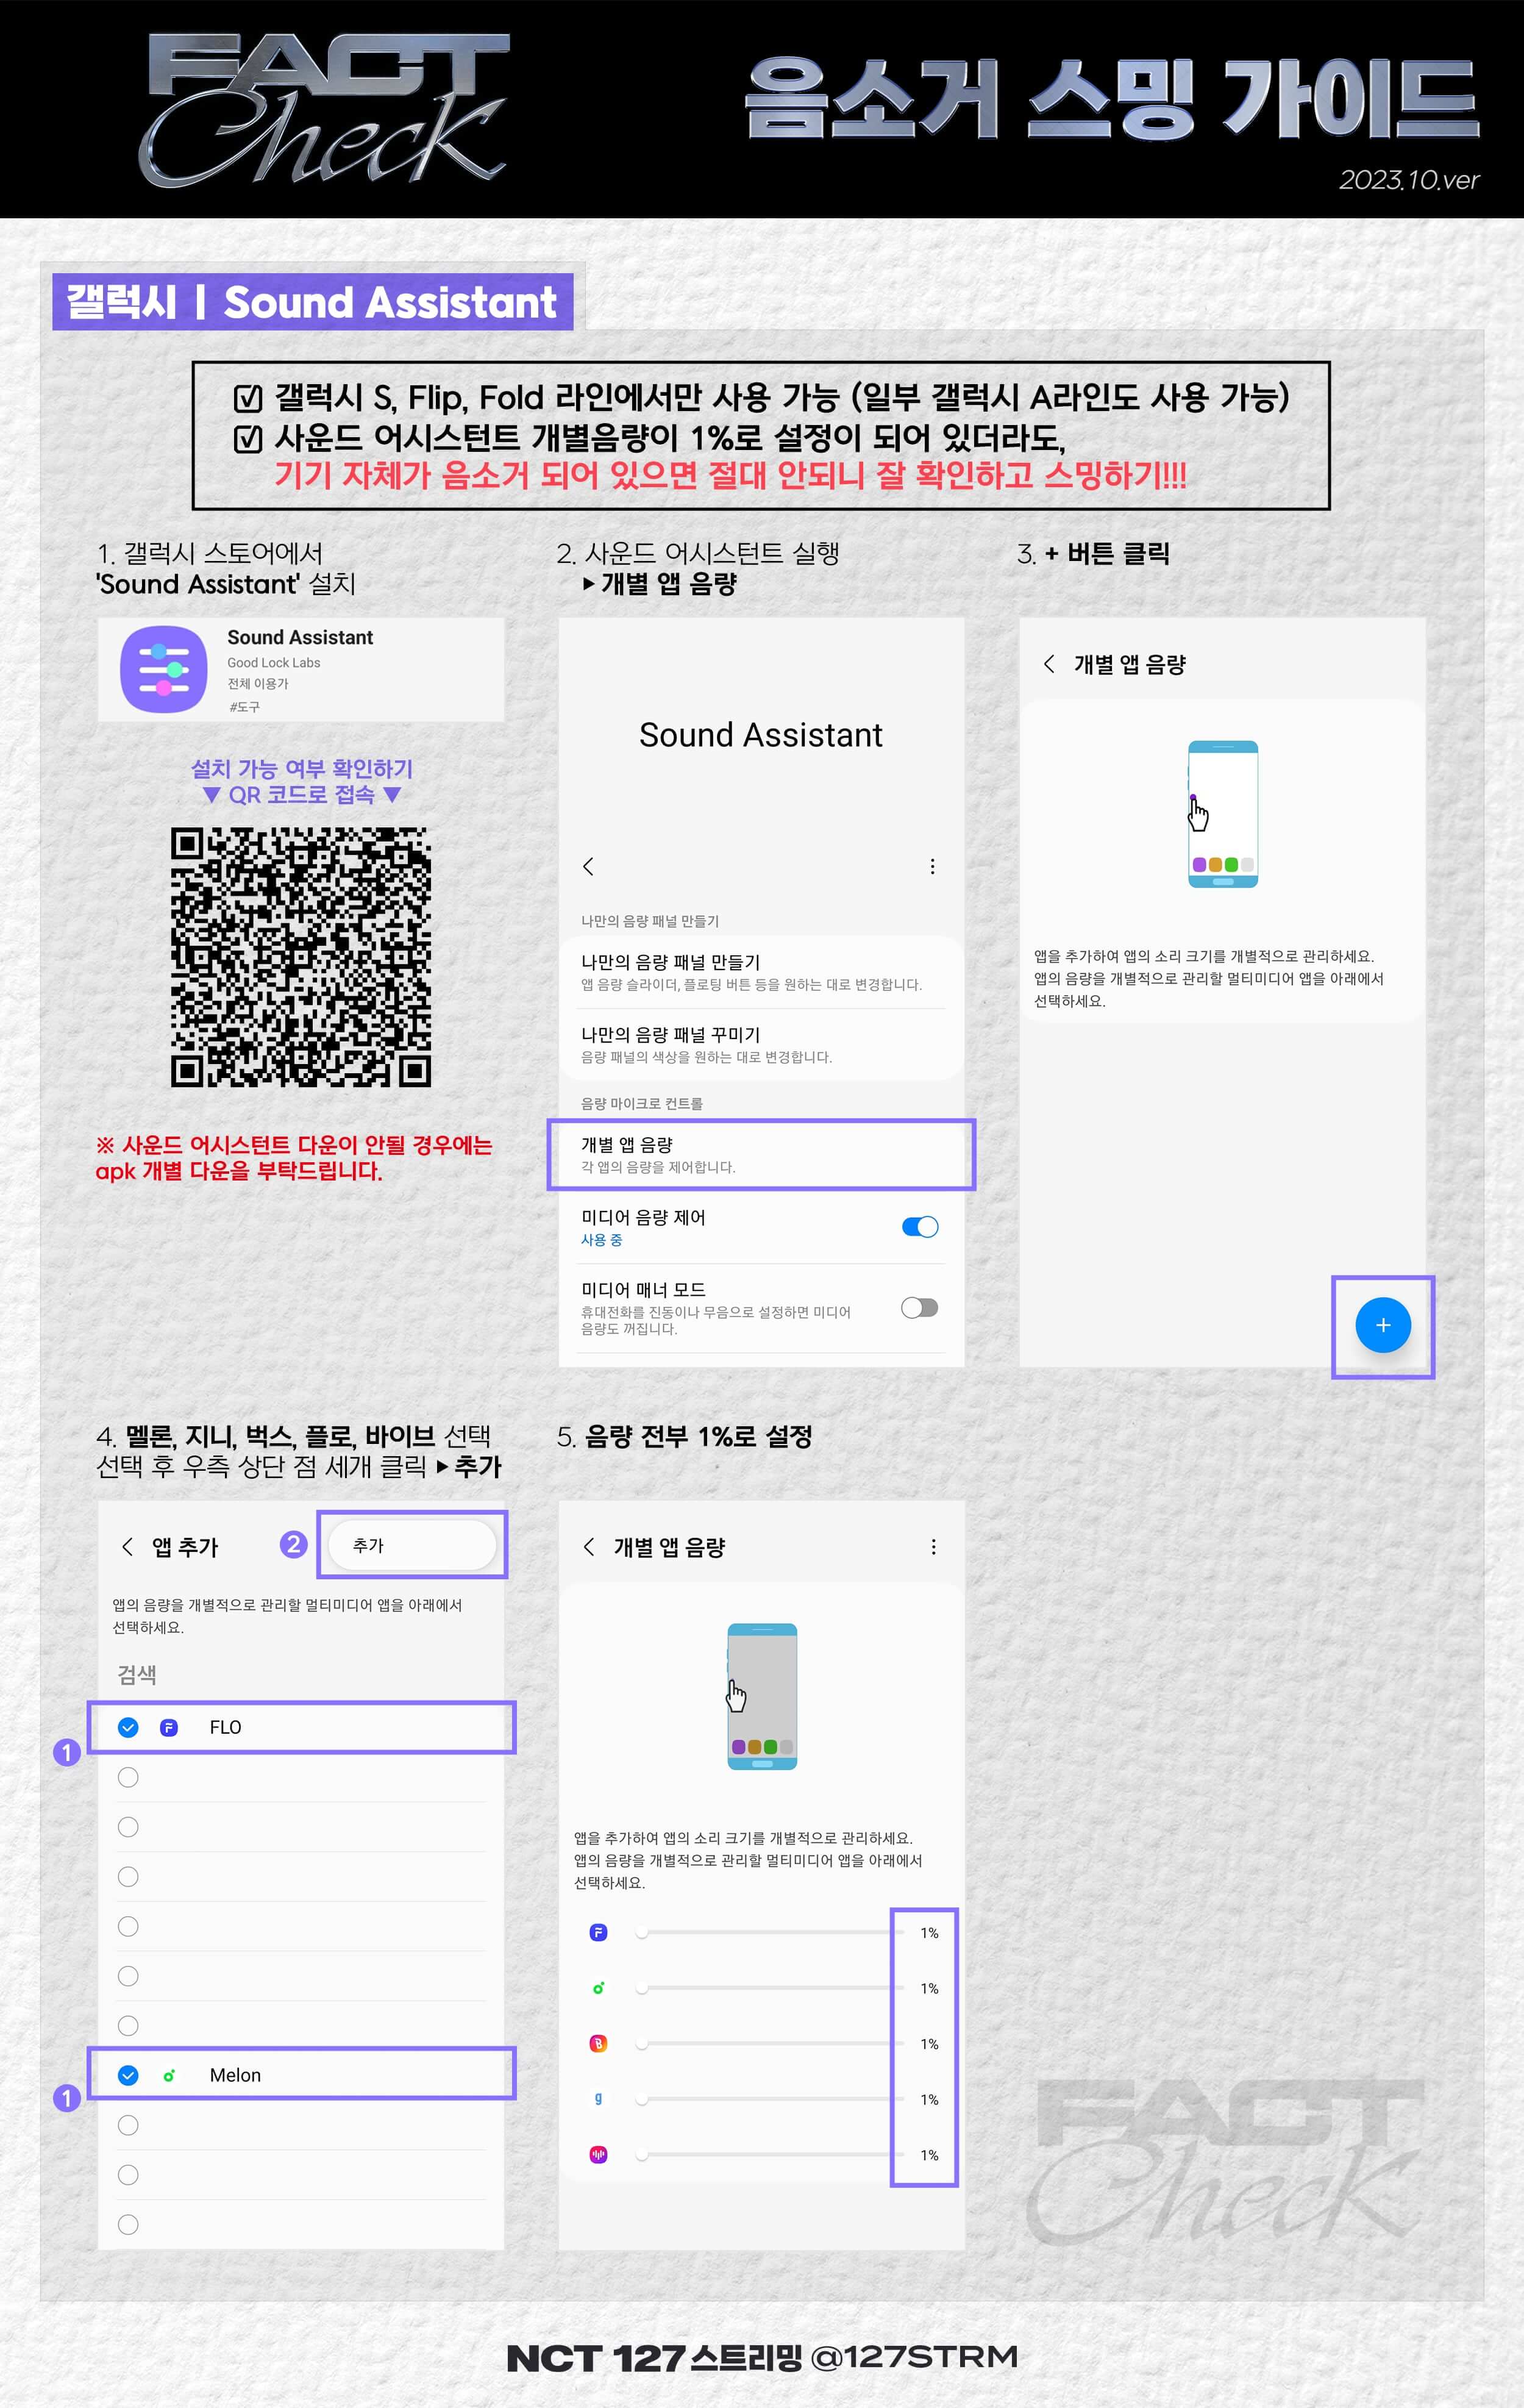 FACT
Check
음소거 스밍 가이드
2023.10.ver
갤럭시 | Sound Assistant
☑ 갤럭시 S, Flip, Fold 라인에서만 사용 가능 (일부 갤럭시 A라인도 사용 가능)
☑ 사운드 어시스턴트 개별음량이 1%로 설정이 되어 있더라도,
기기 자체가 음소거 되어 있으면 절대 안되니 잘 확인하고 스밍하기!!!
1. 갤럭시 스토어에서
'Sound Assistant' 설치
Sound Assistant
Good Lock Labs
전체 이용가
#도구
설치 가능 여부 확인하기
▼ QR 코드로 접속 ▼
※ 사운드 어시스턴트 다운이 안될 경우에는
apk 개별 다운을 부탁드립니다.
2. 사운드 어시스턴트 실행
▶ 개별 앱 음량
Sound Assistant
나만의 음량 패널 만들기
나만의 음량 패널 만들기
앱 음량 슬라이더, 플로팅 버튼 등을 원하는 대로 변경합니다.
나만의 음량 패널 꾸미기
음량 패널의 색상을 원하는 대로 변경합니다.
음량 마이크로 컨트롤
개별 앱 음량
각 앱의 음량을 제어합니다.
미디어 음량 제어
사용 중
미디어 매너 모드
휴대전화를 진동이나 무음으로 설정하면 미디어
음량도 꺼집니다.
3. + 버튼 클릭
개별 앱 음량
앱을 추가하여 앱의 소리 크기를 개별적으로 관리하세요.
앱의 음량을 개별적으로 관리할 멀티미디어 앱을 아래에서
선택하세요.
+
4. 멜론, 지니, 벅스, 플로, 바이브 선택
선택 후 우측 상단 점 세개 클릭 ▶ 추가
앱 추가
2
추가
앱의 음량을 개별적으로 관리할 멀티미디어 앱을 아래에서
선택하세요.
검색
FLO
1
Melon
1
5. 음량 전부 1%로 설정
개별 앱 음량
앱을 추가하여 앱의 소리 크기를 개별적으로 관리하세요.
앱의 음량을 개별적으로 관리할 멀티미디어 앱을 아래에서
선택하세요.
1%
1%
1%
1%
1%
FACT
Check
NCT 127 스트리밍 @127STRM